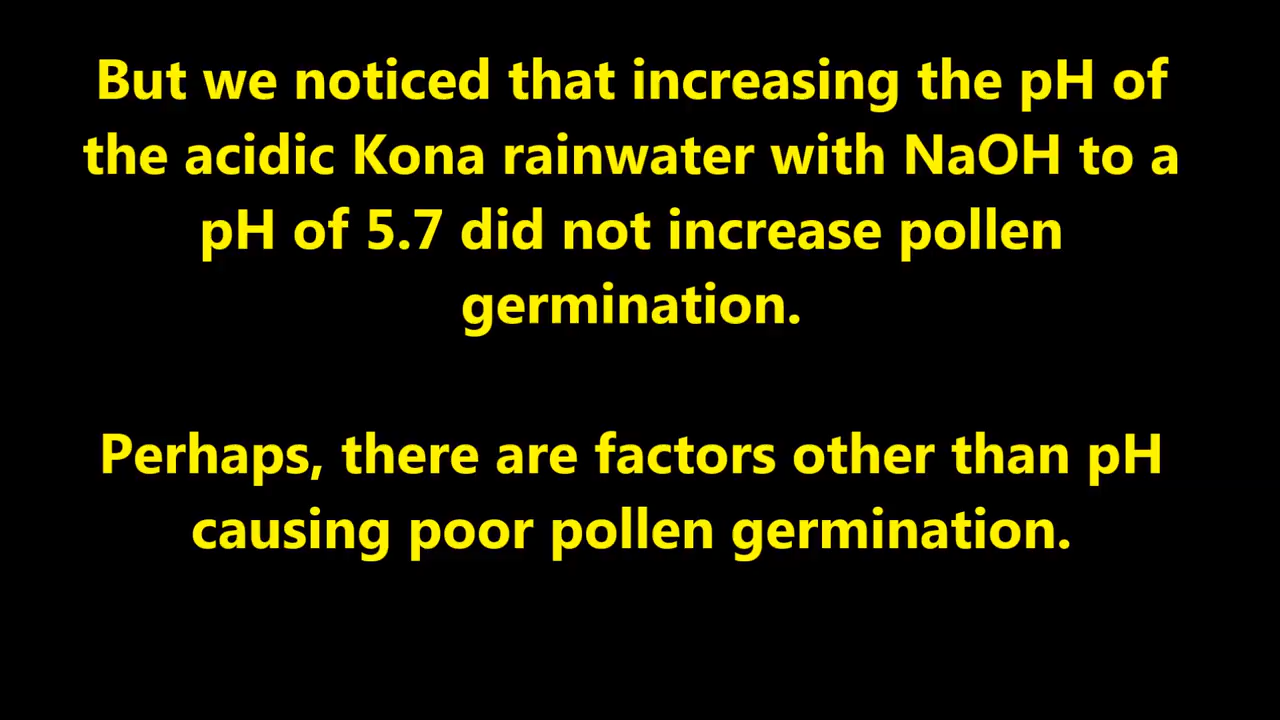 But we noticed that increasing the pH of
the acidic Kona rainwater with NaOH to a
pH of 5.7 did not increase pollen
germination.
Perhaps, there are factors other than pH
causing poor pollen germination.